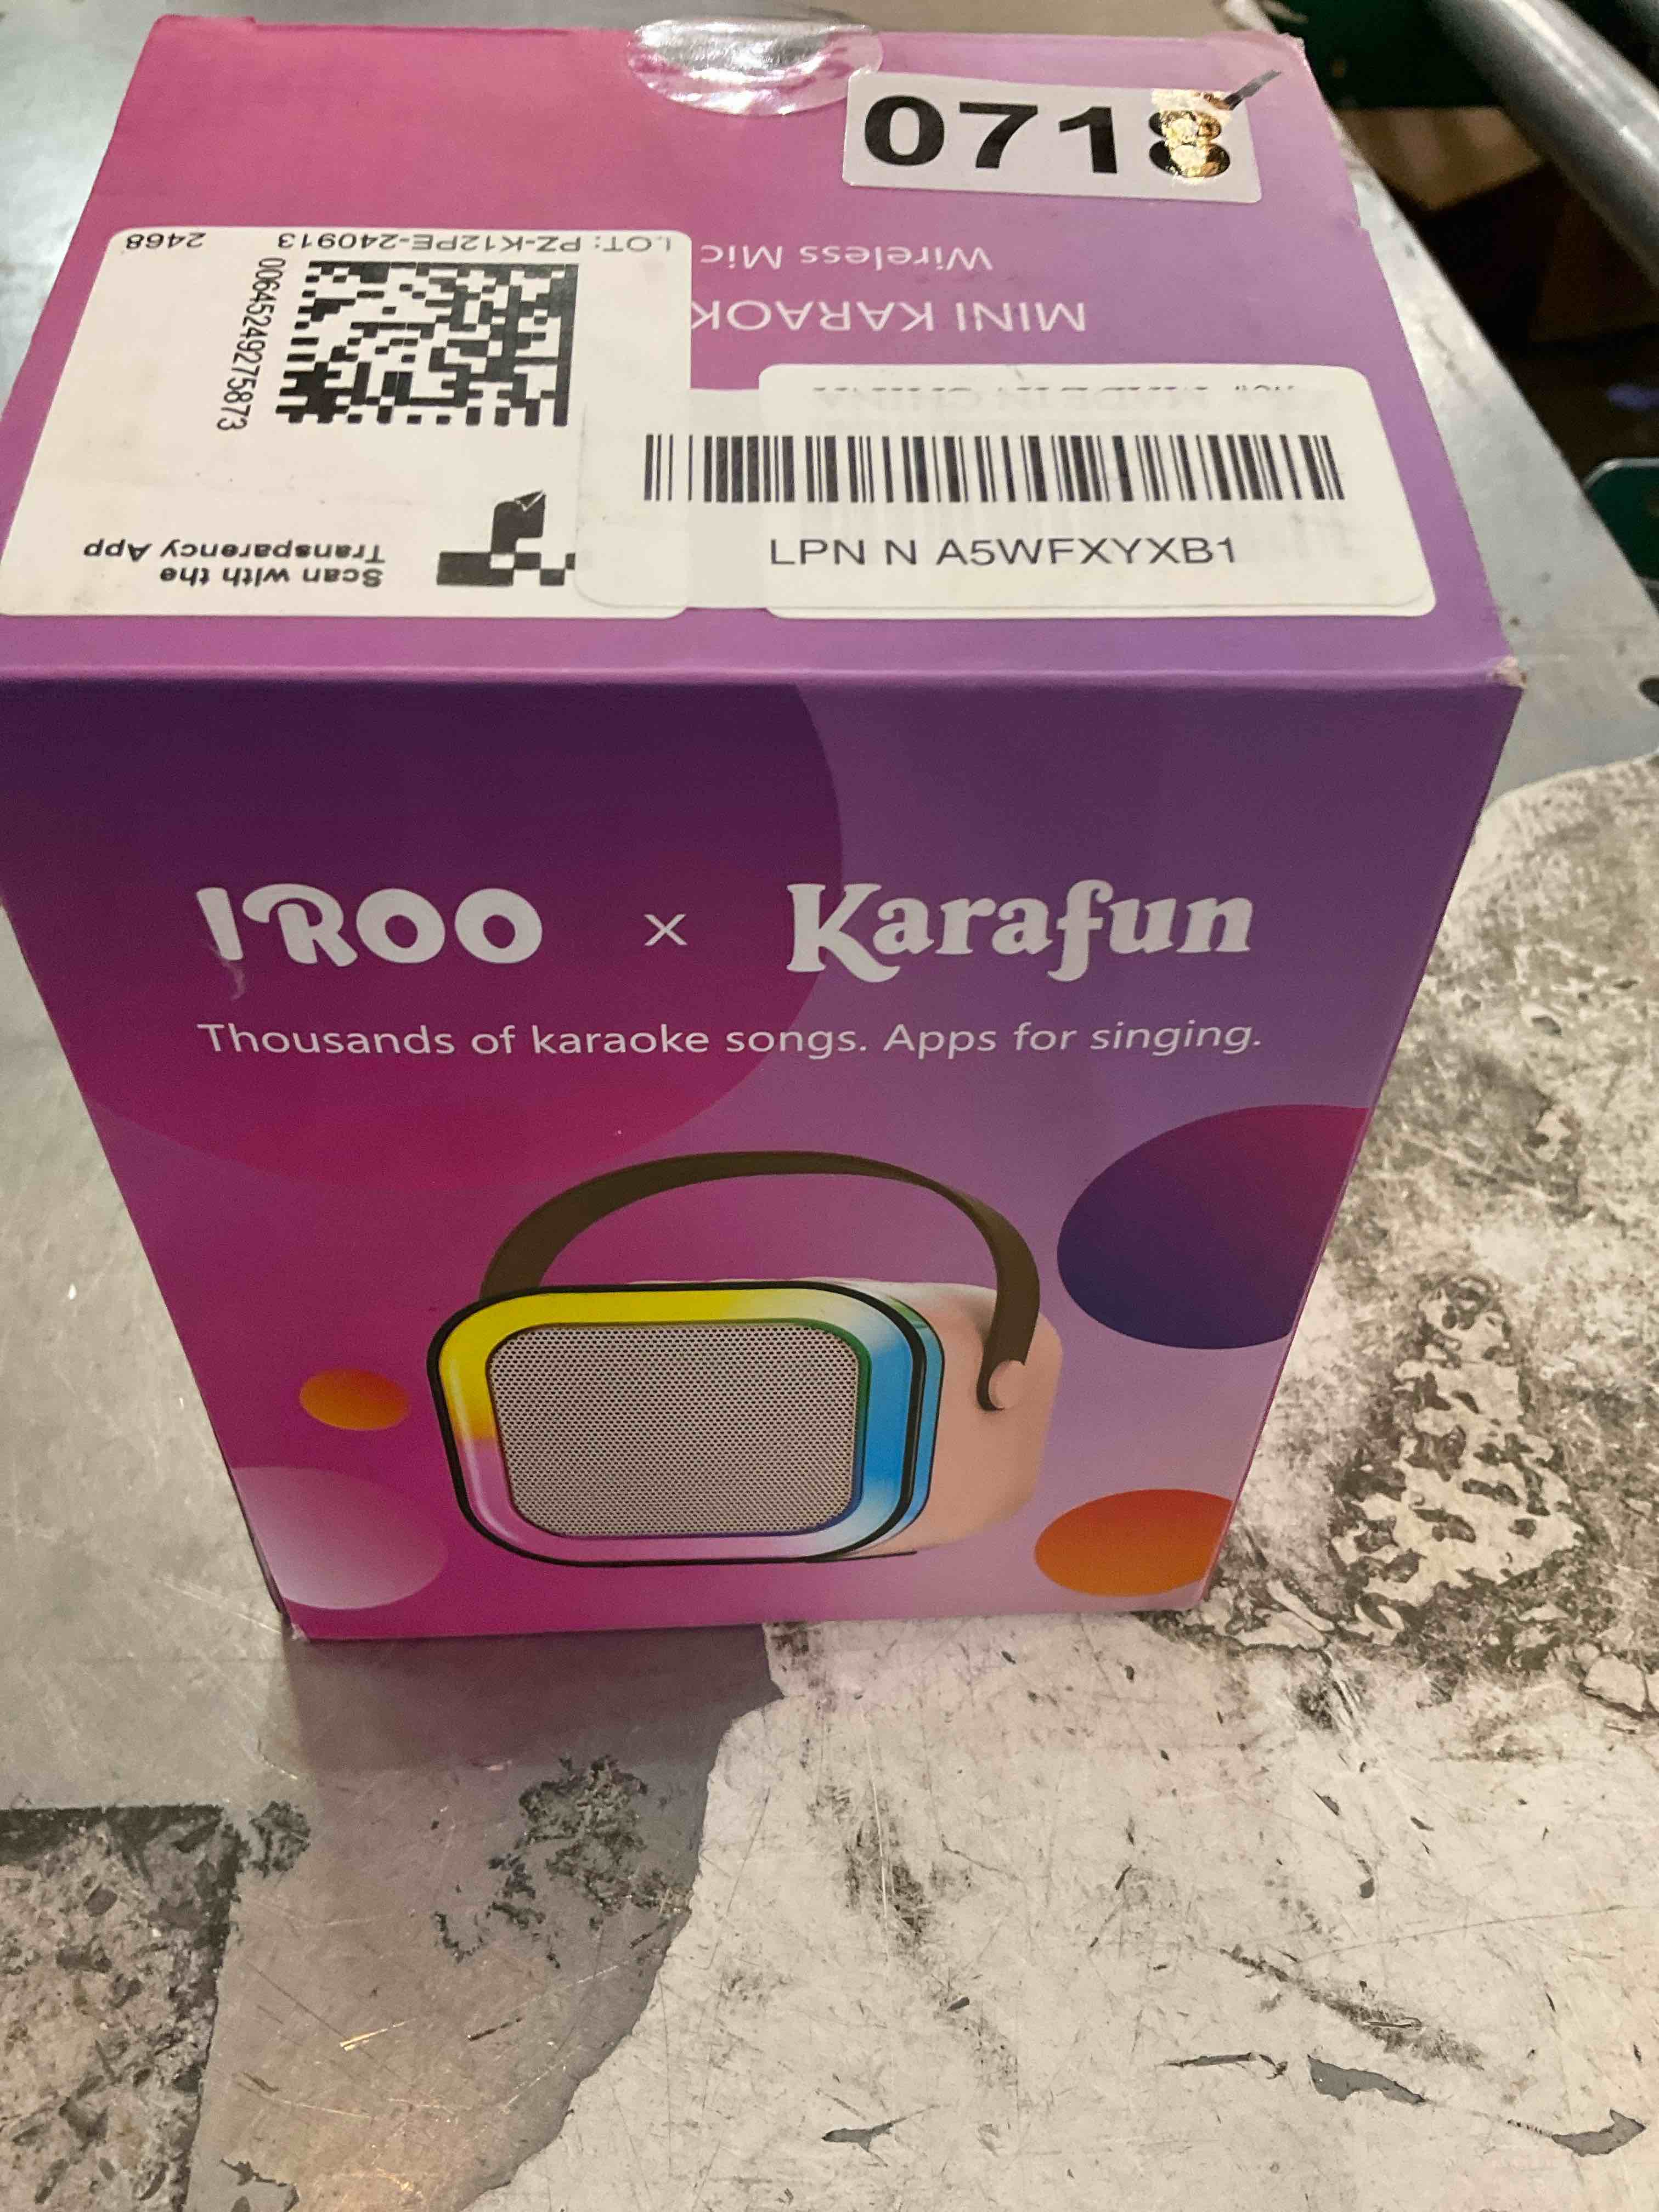 0718
Wireless Mic
MINI KARAOK
LOT: PZ-K12PE-240913
2468
00645249275873
Scan with the
Transparency App
LPN N A5WFXYXB1
IROO x Karafun
Thousands of karaoke songs. Apps for singing.